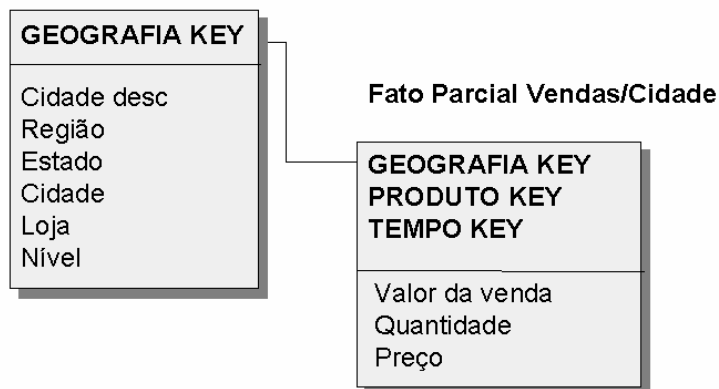 GEOGRAFIA KEY
Cidade desc
Região
Estado
Cidade
Loja
Nível
Fato Parcial Vendas/Cidade
GEOGRAFIA KEY
PRODUTO KEY
TEMPO KEY
Valor da venda
Quantidade
Preço